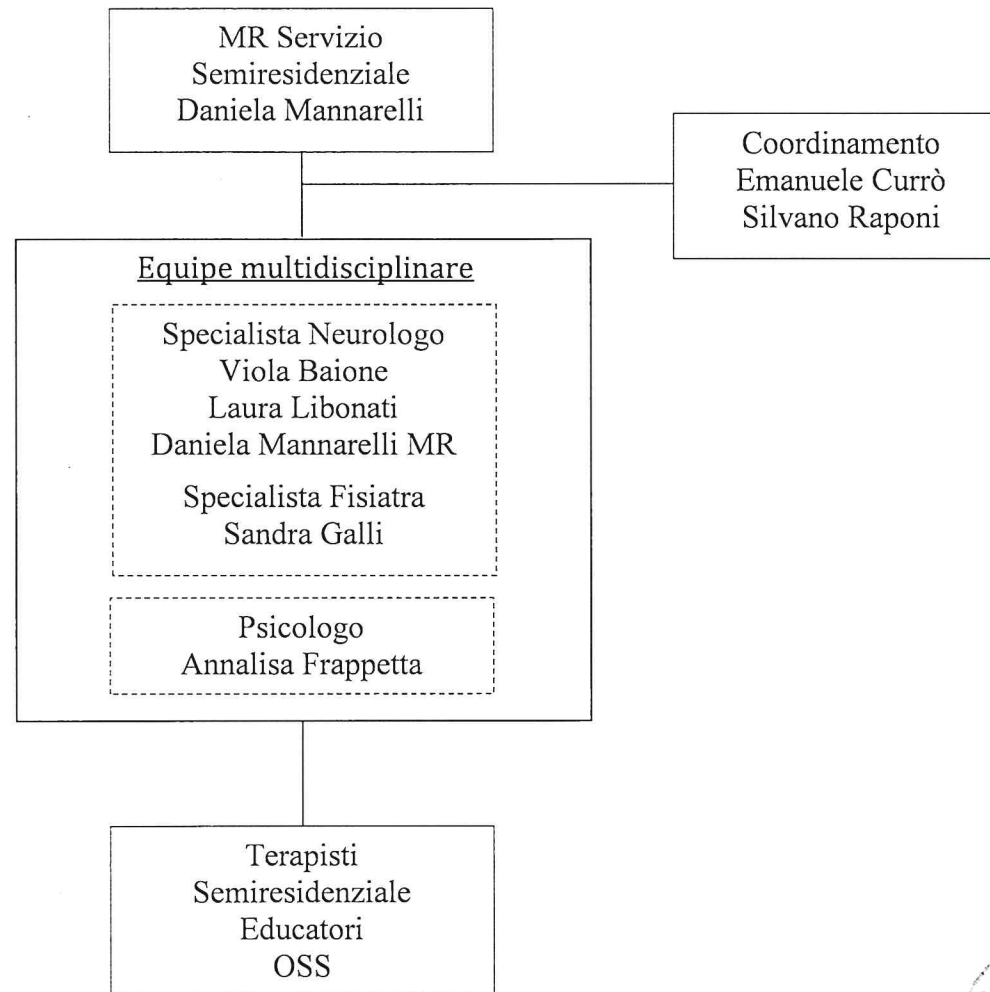 MR Servizio
Semiresidenziale
Daniela Mannarelli
Coordinamento
Emanuele Currò
Silvano Raponi
Equipe multidisciplinare
Specialista Neurologo
Viola Baione
Laura Libonati
Daniela Mannarelli MR
Specialista Fisiatra
Sandra Galli
Psicologo
Annalisa Frappetta
Terapisti
Semiresidenziale
Educatori
OSS